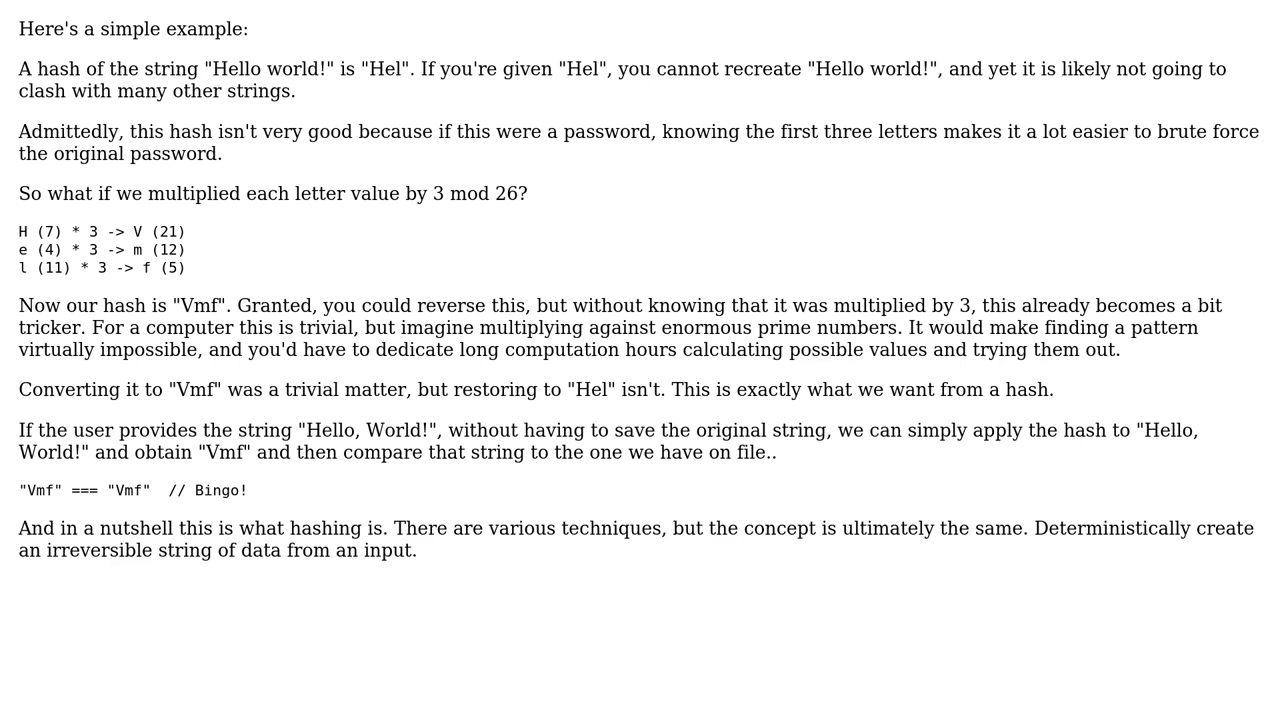 Here's a simple example:
A hash of the string "Hello world!" is "Hel". If you're given "Hel", you cannot recreate "Hello world!", and yet it is likely not going to
clash with many other strings.
Admittedly, this hash isn't very good because if this were a password, knowing the first three letters makes it a lot easier to brute force
the original password.
So what if we multiplied each letter value by 3 mod 26?
H (7) * 3 -> V (21)
e (4) * 3 -> m (12)
l (11) * 3 -> f (5)
Now our hash is "Vmf". Granted, you could reverse this, but without knowing that it was multiplied by 3, this already becomes a bit
tricker. For a computer this is trivial, but imagine multiplying against enormous prime numbers. It would make finding a pattern
virtually impossible, and you'd have to dedicate long computation hours calculating possible values and trying them out.
Converting it to "Vmf" was a trivial matter, but restoring to "Hel" isn't. This is exactly what we want from a hash.
If the user provides the string "Hello, World!", without having to save the original string, we can simply apply the hash to "Hello,
World!" and obtain "Vmf" and then compare that string to the one we have on file..
"Vmf" === "Vmf"  // Bingo!
And in a nutshell this is what hashing is. There are various techniques, but the concept is ultimately the same. Deterministically create
an irreversible string of data from an input.